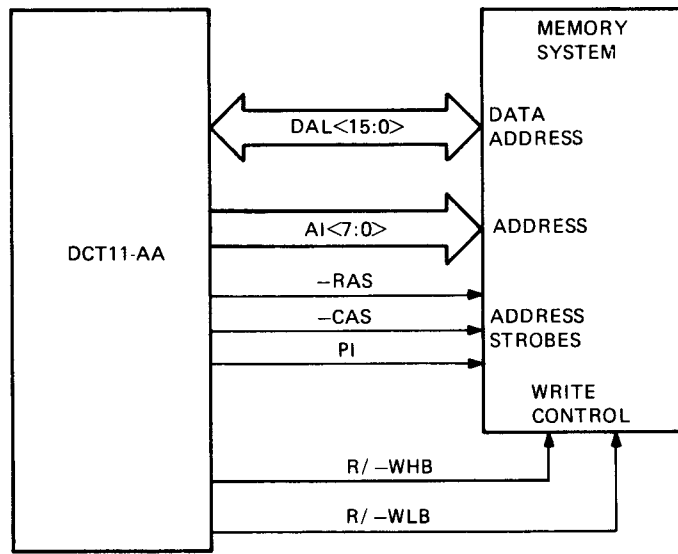 MEMORY
SYSTEM
DAL<15:0>
DATA
ADDRESS
AI<7:0>
ADDRESS
DCT11-AA
−RAS
−CAS
ADDRESS
STROBES
PI
WRITE
CONTROL
R/ −WHB
R/ −WLB